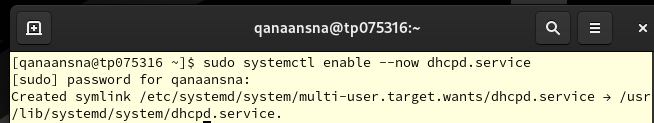 qanaansna@tp075316:~
[qanaansna@tp075316 ~]$ sudo systemctl enable --now dhcpd.service
[sudo] password for qanaansna:
Created symlink /etc/systemd/system/multi-user.target.wants/dhcpd.service → /usr
/lib/systemd/system/dhcpd.service.